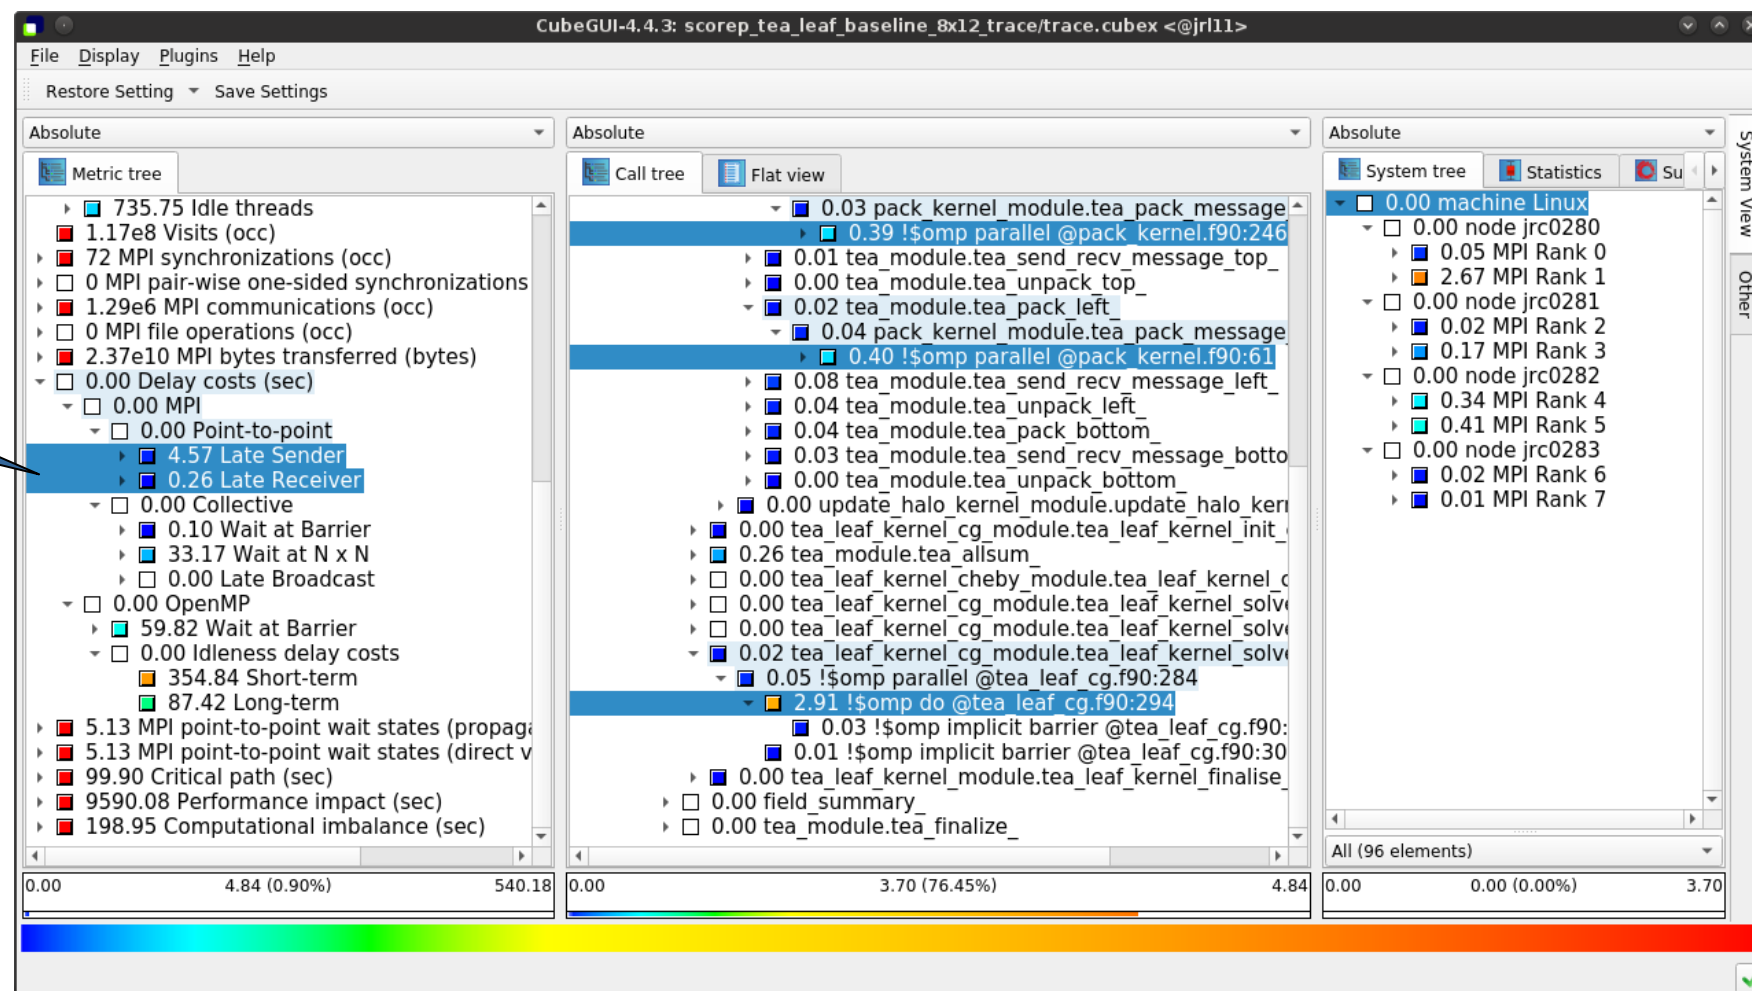 CubeGUI-4.4.3: scorep_tea_leaf_baseline_8x12_trace/trace.cubex <@jrl11>
File Display Plugins Help
Restore Setting Save Settings
Absolute
Metric tree
735.75 Idle threads
1.17e8 Visits (occ)
72 MPI synchronizations (occ)
0 MPI pair-wise one-sided synchronizations
1.29e6 MPI communications (occ)
0 MPI file operations (occ)
2.37e10 MPI bytes transferred (bytes)
0.00 Delay costs (sec)
0.00 MPI
0.00 Point-to-point
4.57 Late Sender
0.26 Late Receiver
0.00 Collective
0.10 Wait at Barrier
33.17 Wait at N x N
0.00 Late Broadcast
0.00 OpenMP
59.82 Wait at Barrier
0.00 Idleness delay costs
354.84 Short-term
87.42 Long-term
5.13 MPI point-to-point wait states (propag
5.13 MPI point-to-point wait states (direct v
99.90 Critical path (sec)
9590.08 Performance impact (sec)
198.95 Computational imbalance (sec)
0.00 4.84 (0.90%) 540.18
Absolute
Call tree Flat view
0.03 pack_kernel_module.tea_pack_message
0.39 !$omp parallel @pack_kernel.f90:246
0.01 tea_module.tea_send_recv_message_top_
0.00 tea_module.tea_unpack_top_
0.02 tea_module.tea_pack_left_
0.04 pack_kernel_module.tea_pack_message
0.40 !$omp parallel @pack_kernel.f90:61
0.08 tea_module.tea_send_recv_message_left_
0.04 tea_module.tea_unpack_left_
0.04 tea_module.tea_pack_bottom_
0.03 tea_module.tea_send_recv_message_botto
0.00 tea_module.tea_unpack_bottom_
0.00 update_halo_kernel_module.update_halo_ker
0.00 tea_leaf_kernel_cg_module.tea_leaf_kernel_init_
0.26 tea_module.tea_allsum_
0.00 tea_leaf_kernel_cheby_module.tea_leaf_kernel_c
0.00 tea_leaf_kernel_cg_module.tea_leaf_kernel_solv
0.00 tea_leaf_kernel_cg_module.tea_leaf_kernel_solv
0.02 tea_leaf_kernel_cg_module.tea_leaf_kernel_solv
0.05 !$omp parallel @tea_leaf_cg.f90:284
2.91 !$omp do @tea_leaf_cg.f90:294
0.03 !$omp implicit barrier @tea_leaf_cg.f90:
0.01 !$omp implicit barrier @tea_leaf_cg.f90:30
0.00 tea_leaf_kernel_module.tea_leaf_kernel_finalise_
0.00 field_summary_
0.00 tea_module.tea_finalize_
0.00 3.70 (76.45%) 4.84
Absolute
System tree Statistics Su
0.00 machine Linux
0.00 node jrc0280
0.05 MPI Rank 0
2.67 MPI Rank 1
0.00 node jrc0281
0.02 MPI Rank 2
0.17 MPI Rank 3
0.00 node jrc0282
0.34 MPI Rank 4
0.41 MPI Rank 5
0.00 node jrc0283
0.02 MPI Rank 6
0.01 MPI Rank 7
All (96 elements)
0.00 0.00 (0.00%) 3.70
System View
Other